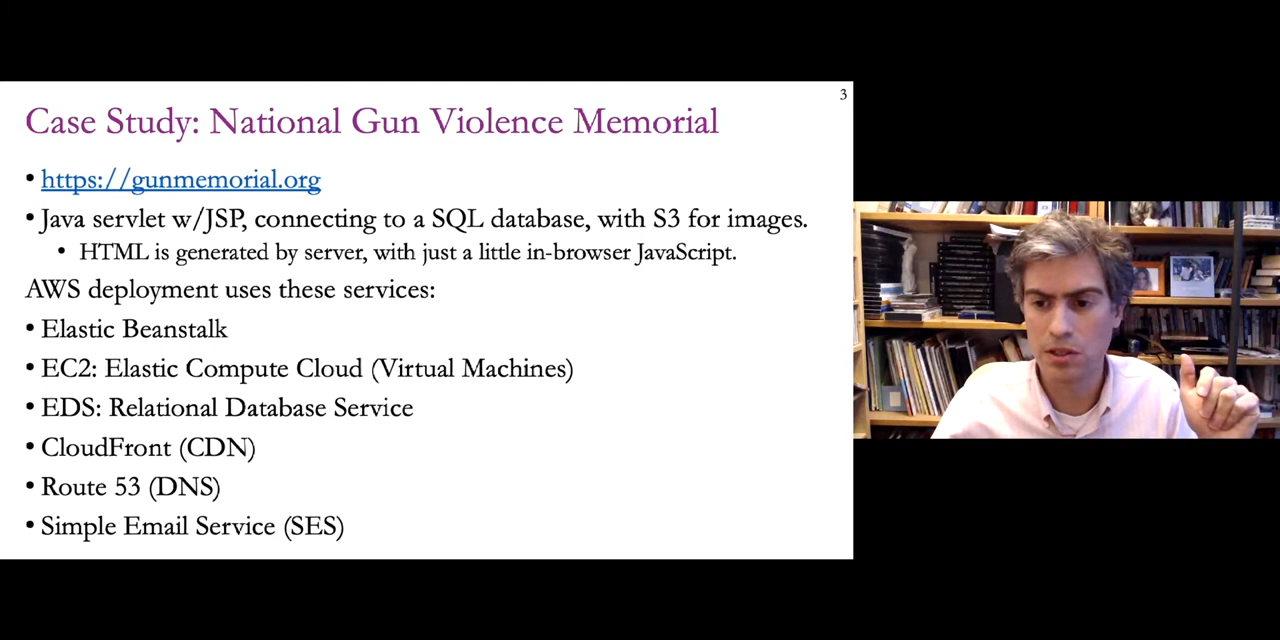 3
Case Study: National Gun Violence Memorial
• https://gunmemorial.org
• Java servlet w/JSP, connecting to a SQL database, with S3 for images.
• HTML is generated by server, with just a little in-browser JavaScript.
AWS deployment uses these services:
• Elastic Beanstalk
• EC2: Elastic Compute Cloud (Virtual Machines)
• EDS: Relational Database Service
• CloudFront (CDN)
• Route 53 (DNS)
• Simple Email Service (SES)